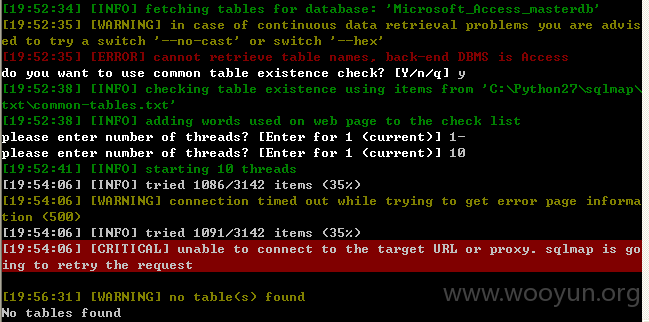 [19:52:34] [INFO] fetching tables for database: 'Microsoft_Access_masterdb'
[19:52:35] [WARNING] in case of continuous data retrieval problems you are advis
ed to try a switch '--no-cast' or switch '--hex'
[19:52:35] [ERROR] cannot retrieve table names, back-end DBMS is Access
do you want to use common table existence check? [Y/n/q] y
[19:52:38] [INFO] checking table existence using items from 'C:\Python27\sqlmap\
txt\common-tables.txt'
[19:52:38] [INFO] adding words used on web page to the check list
please enter number of threads? [Enter for 1 (current)] 1-
please enter number of threads? [Enter for 1 (current)] 10
[19:52:41] [INFO] starting 10 threads
[19:54:06] [INFO] tried 1086/3142 items (35%)
[19:54:06] [WARNING] connection timed out while trying to get error page informa
tion (500)
[19:54:06] [INFO] tried 1091/3142 items (35%)
[19:54:06] [CRITICAL] unable to connect to the target URL or proxy. sqlmap is go
ing to retry the request
[19:56:31] [WARNING] no table(s) found
No tables found
www.wooyun.org